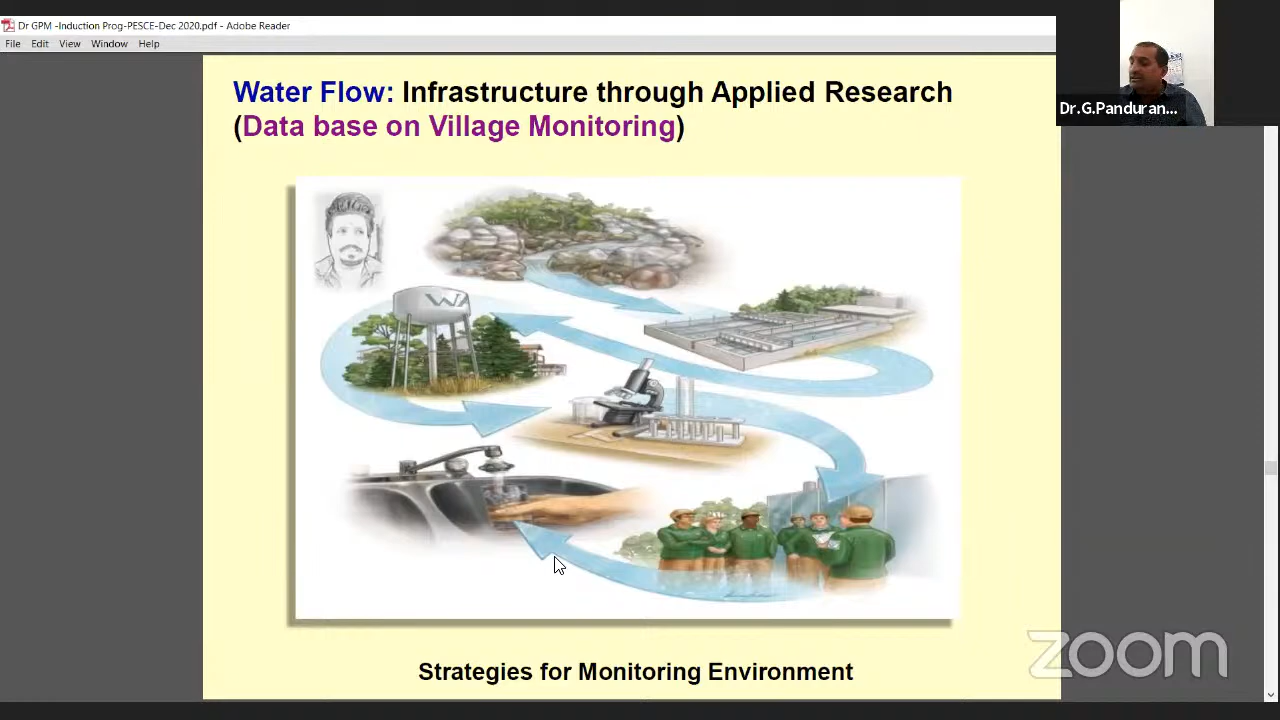 Dr GPM -Induction Prog-PESCE-Dec 2020.pdf - Adobe Reader
File Edit View Window Help
Dr.G.Panduran...
Water Flow: Infrastructure through Applied Research
(Data base on Village Monitoring)
WA
Strategies for Monitoring Environment
zoom